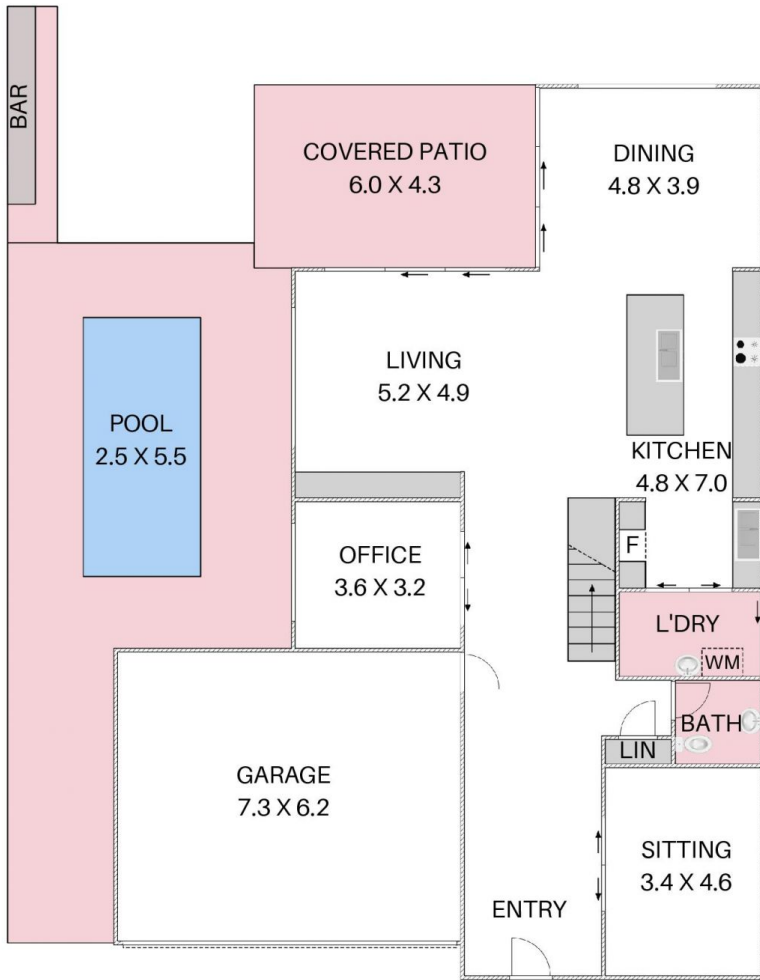 BAR
COVERED PATIO
6.0 X 4.3
DINING
4.8 X 3.9
LIVING
5.2 X 4.9
POOL
2.5 X 5.5
KITCHEN
4.8 X 7.0
OFFICE
3.6 X 3.2
F
L'DRY
WM
BATH
LIN
GARAGE
7.3 X 6.2
SITTING
3.4 X 4.6
ENTRY